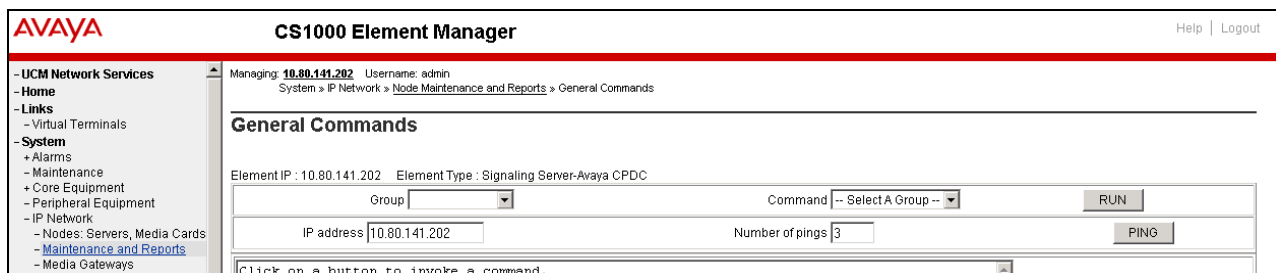 AVAYA
CS1000 Element Manager
Help | Logout
- UCM Network Services
- Home
- Links
- Virtual Terminals
- System
+ Alarms
- Maintenance
+ Core Equipment
- Peripheral Equipment
- IP Network
- Nodes: Servers, Media Cards
- Maintenance and Reports
- Media Gateways
Managing: 10.80.141.202 Username: admin
System » IP Network » Node Maintenance and Reports » General Commands
General Commands
Element IP : 10.80.141.202 Element Type : Signaling Server-Avaya CPDC
Group Command -- Select A Group -- RUN
IP address 10.80.141.202 Number of pings 3 PING
Click on a button to invoke a command.